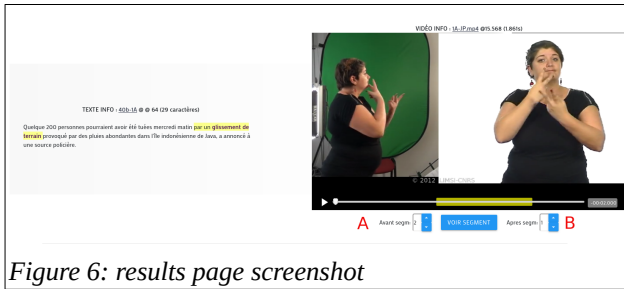 VIDÉO INFO : 1A-JP.mp4 @15.568 (1.861s)
TEXTE INFO : 40b-1A @ @ 64 (29 caractères)
Quelque 200 personnes pourraient avoir été tuées mercredi matin par un glissement de
terrain provoqué par des pluies abondantes dans l'île indonésienne de Java, a annoncé à
une source policière.
© 2012 LIMSI-CNRS
-00:02.000
A Avant segm- 2 VOIR SEGMENT Apres segm- 1 B
Figure 6: results page screenshot